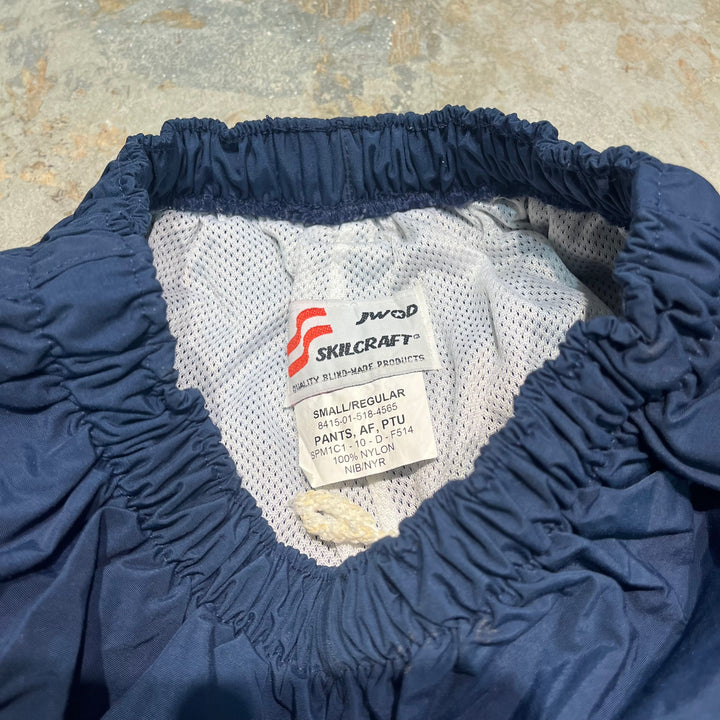 JWOD
SKILCRAFT®
QUALITY BLIND-MADE PRODUCTS
SMALL/REGULAR
8415-01-518-4565
PANTS, AF, PTU
SPM1C1 - 10 - D - F514
100% NYLON
NIB/NYR